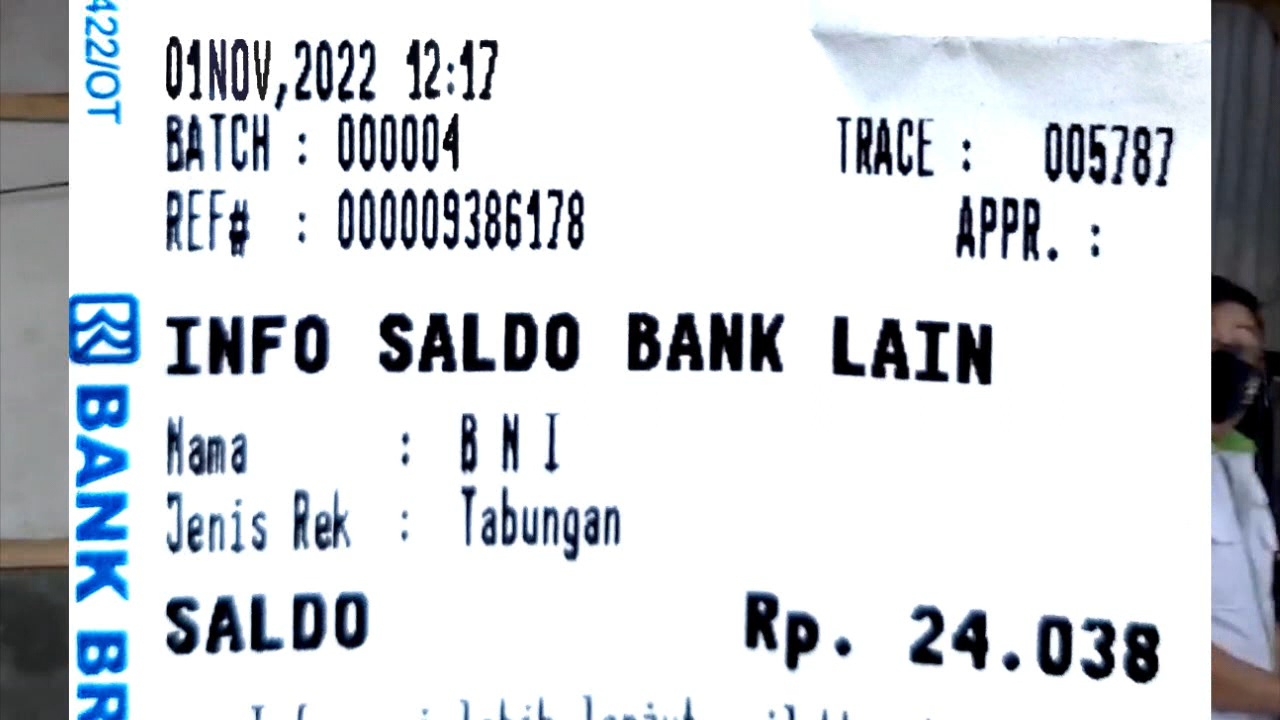 422/OT
01NOV,2022 12:17
BATCH : 000004 TRACE : 005787
REF# : 000009386178 APPR. :
INFO SALDO BANK LAIN
Nama : B N I
Jenis Rek : Tabungan
SALDO Rp. 24.038
BANK BR